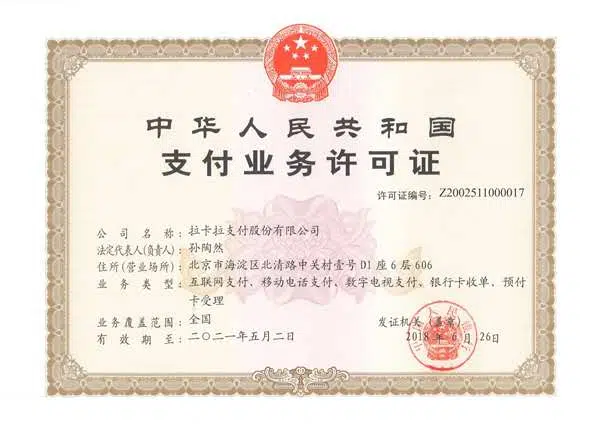 中华人民共和国
支付业务许可证
许可证编号：Z2002511000017
公司名称：拉卡拉支付股份有限公司
法定代表人(负责人)：孙陶然
住所(营业场所)：北京市海淀区北清路中关村壹号D1座6层606
业务类型：互联网支付、移动电话支付、数字电视支付、银行卡收单、预付
卡受理
业务覆盖范围：全国
发证机关（盖章）
有效期至：二〇二一年五月二日
2018年6月26日
中国人民银行